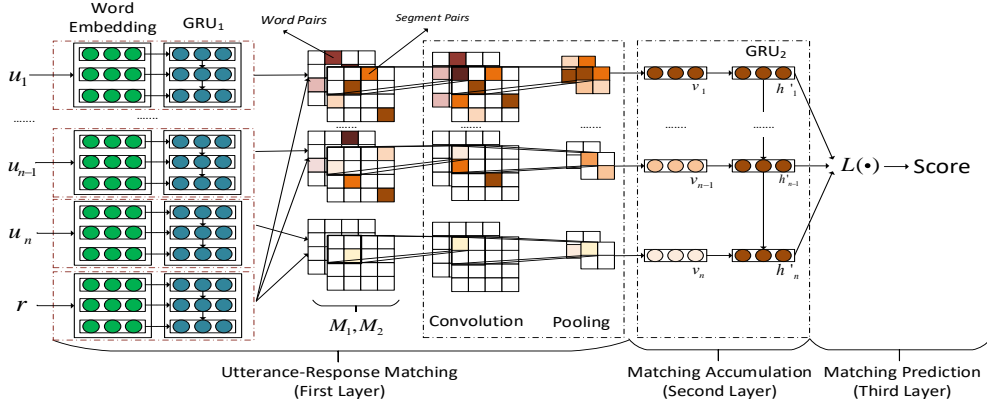 Word
Embedding
GRU1
Word Pairs
Segment Pairs
GRU2
u1
v1
h'1
.......
.......
.......
.......
.......
.......
.......
un-1
vn-1
h'n-1
L(•)
Score
un
vn
h'n
r
M1, M2
Convolution
Pooling
Utterance-Response Matching
(First Layer)
Matching Accumulation
(Second Layer)
Matching Prediction
(Third Layer)